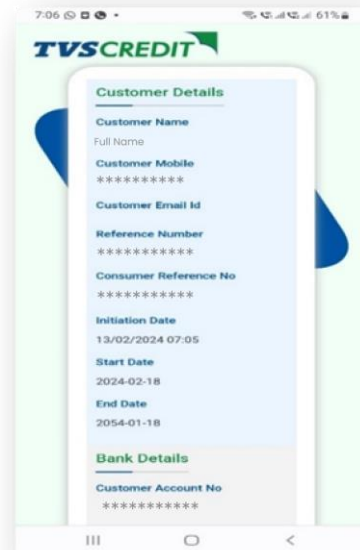 7:06
61%
TVSCREDIT
Customer Details
Customer Name
Full Name
Customer Mobile
**********
Customer Email Id
Reference Number
***********
Consumer Reference No
***********
Initiation Date
13/02/2024 07:05
Start Date
2024-02-18
End Date
2054-01-18
Bank Details
Customer Account No
***********